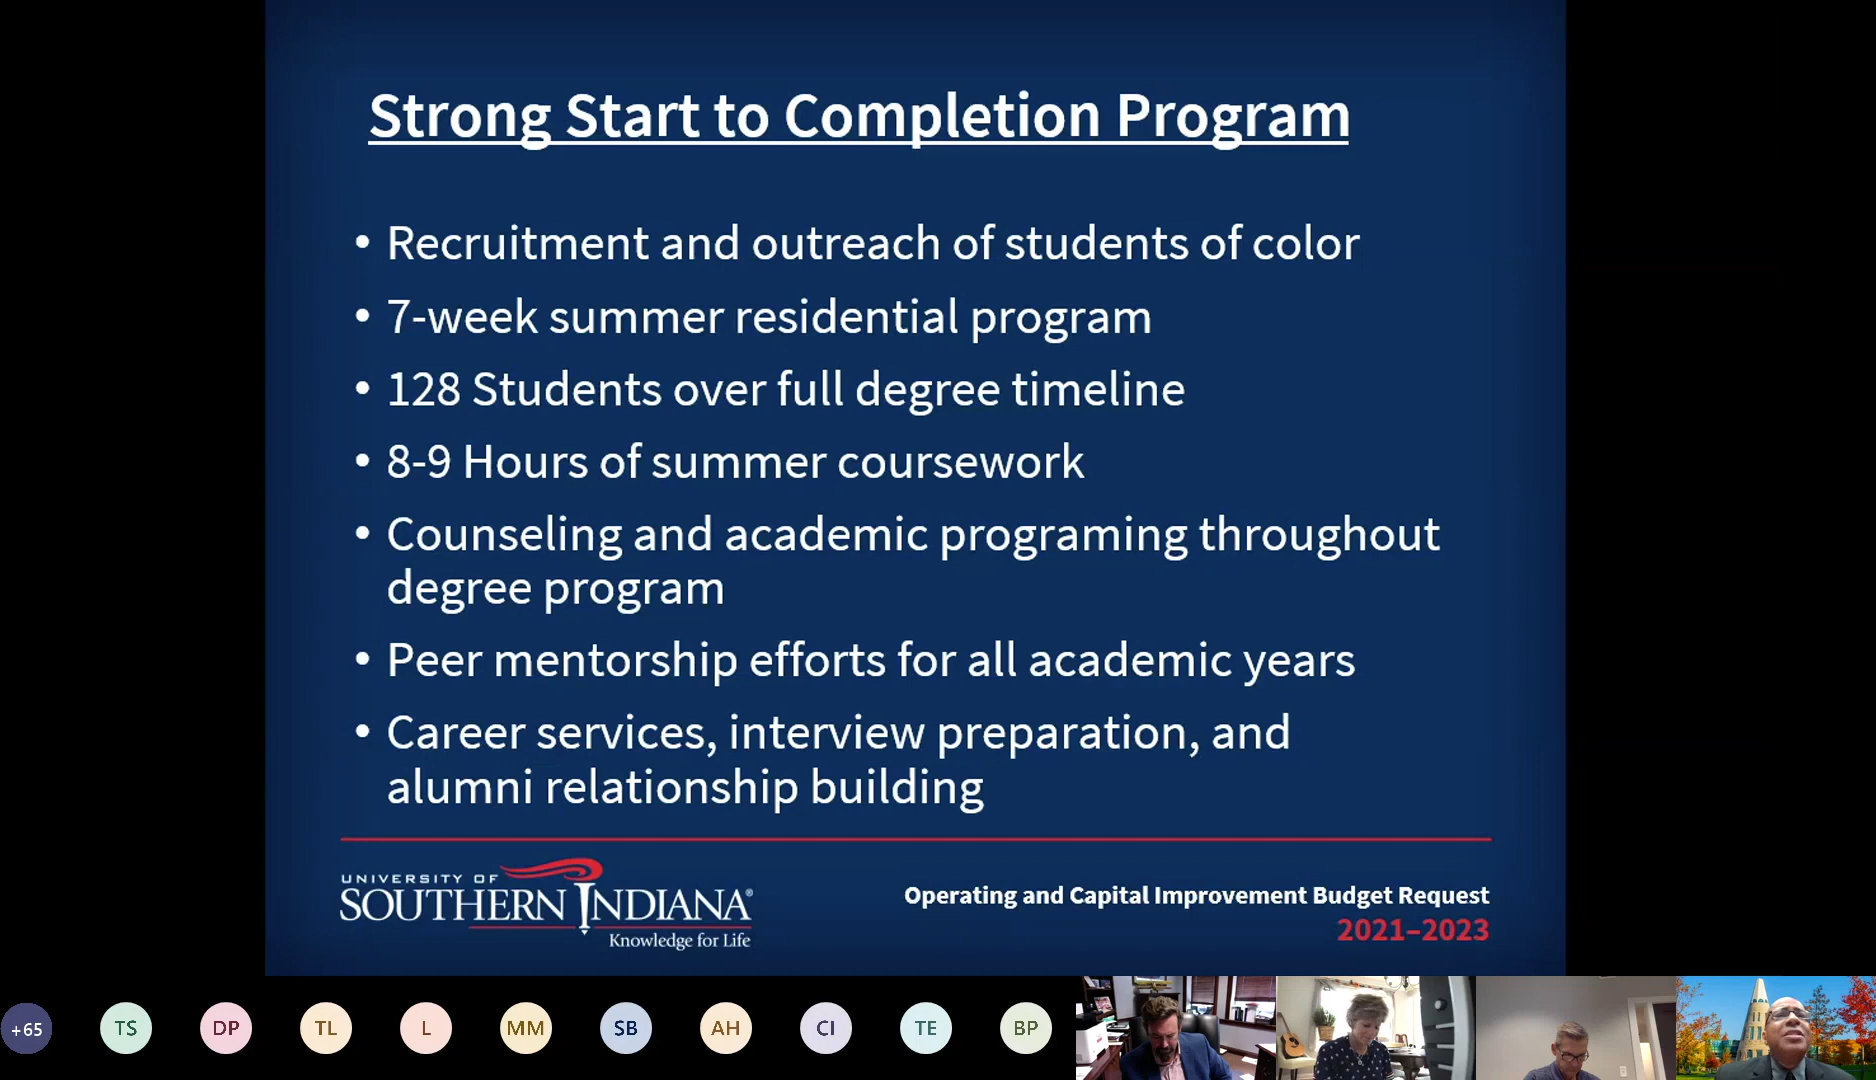 Strong Start to Completion Program
• Recruitment and outreach of students of color
• 7-week summer residential program
• 128 Students over full degree timeline
• 8-9 Hours of summer coursework
• Counseling and academic programing throughout
degree program
• Peer mentorship efforts for all academic years
• Career services, interview preparation, and
alumni relationship building
UNIVERSITY OF
SOUTHERN INDIANA®
Knowledge for Life
Operating and Capital Improvement Budget Request
2021–2023
+65 TS DP TL L MM SB AH CI TE BP